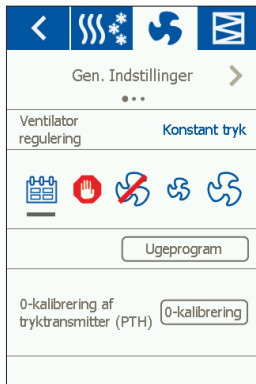 Gen. Indstillinger
Ventilator
regulering
Konstant tryk
Ugeprogram
0-kalibrering af
tryktransmitter (PTH)
0-kalibrering